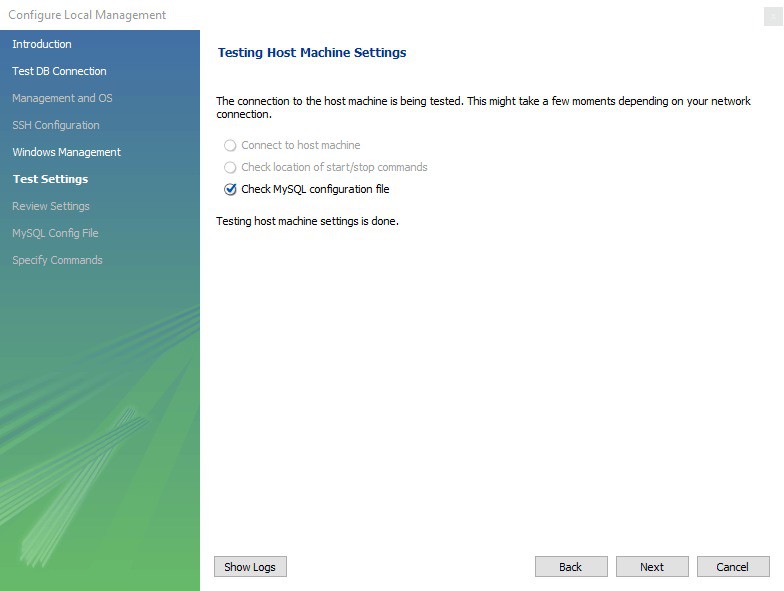 Configure Local Management
Introduction
Test DB Connection
Management and OS
SSH Configuration
Windows Management
Test Settings
Review Settings
MySQL Config File
Specify Commands
Testing Host Machine Settings
The connection to the host machine is being tested. This might take a few moments depending on your network
connection.
Connect to host machine
Check location of start/stop commands
Check MySQL configuration file
Testing host machine settings is done.
Show Logs
Back
Next
Cancel